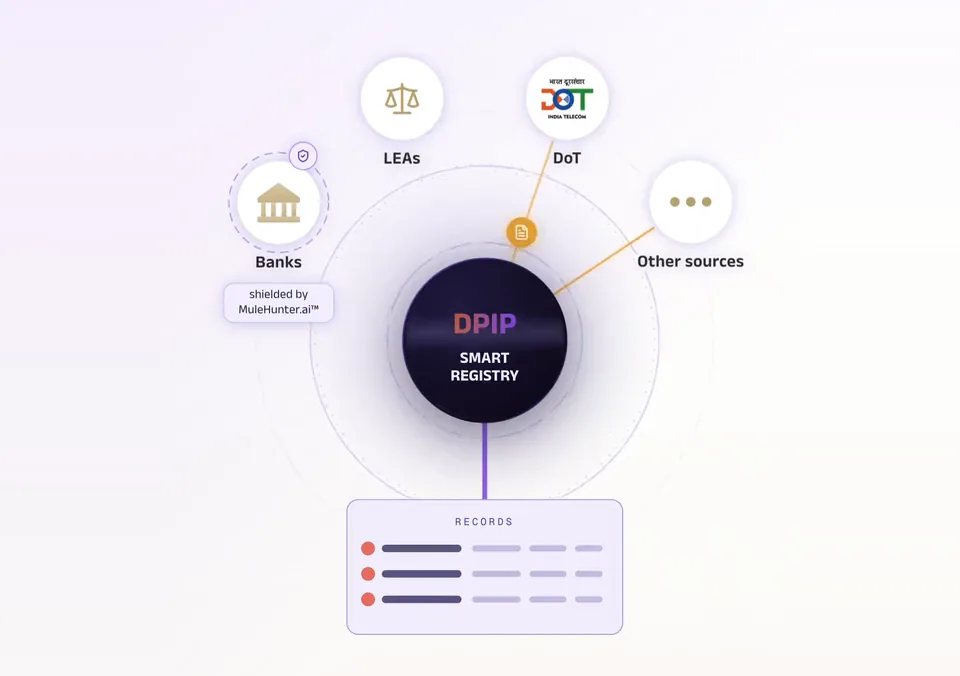 भारत दूरसंचार
DOT
INDIA TELECOM
LEAs
DoT
Banks
Other sources
shielded by
MuleHunter.ai™
DPIP
SMART
REGISTRY
RECORDS